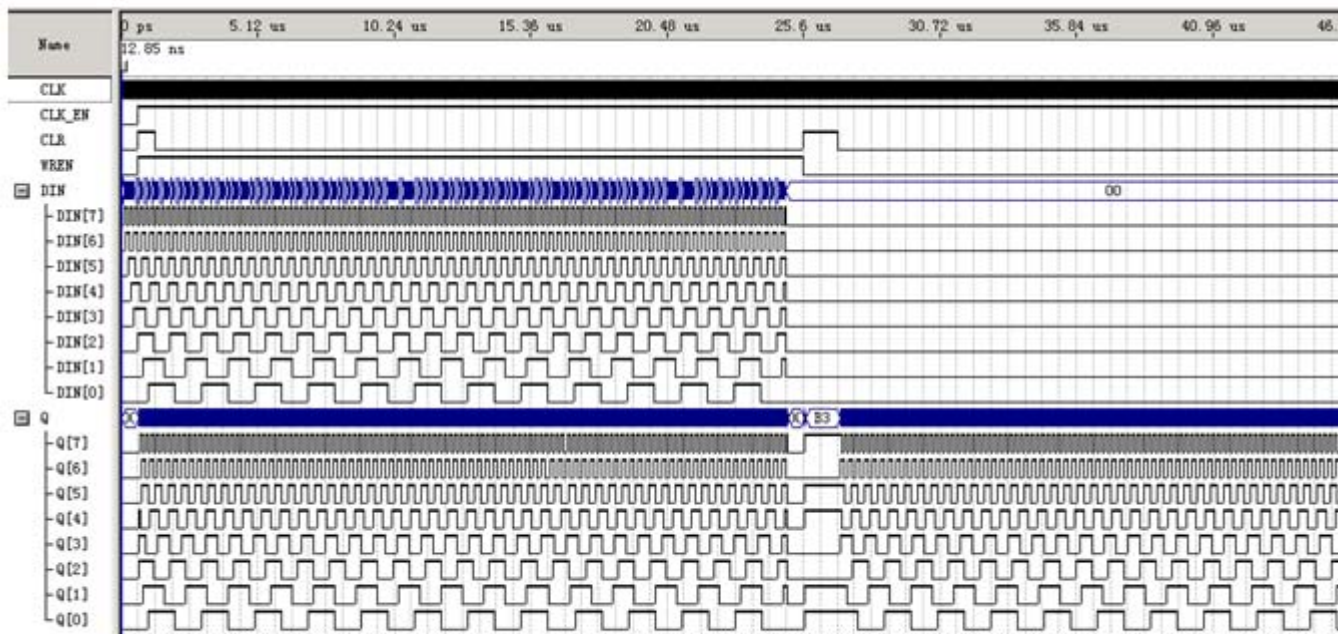 Name
0 ps 5.12 us 10.24 us 15.36 us 20.48 us 25.6 us 30.72 us 35.84 us 40.96 us 46.
12.85 ns
CLK
CLK_EN
CLR
WREN
DIN 00
DIN[7]
DIN[6]
DIN[5]
DIN[4]
DIN[3]
DIN[2]
DIN[1]
DIN[0]
Q X X B3
Q[7]
Q[6]
Q[5]
Q[4]
Q[3]
Q[2]
Q[1]
Q[0]